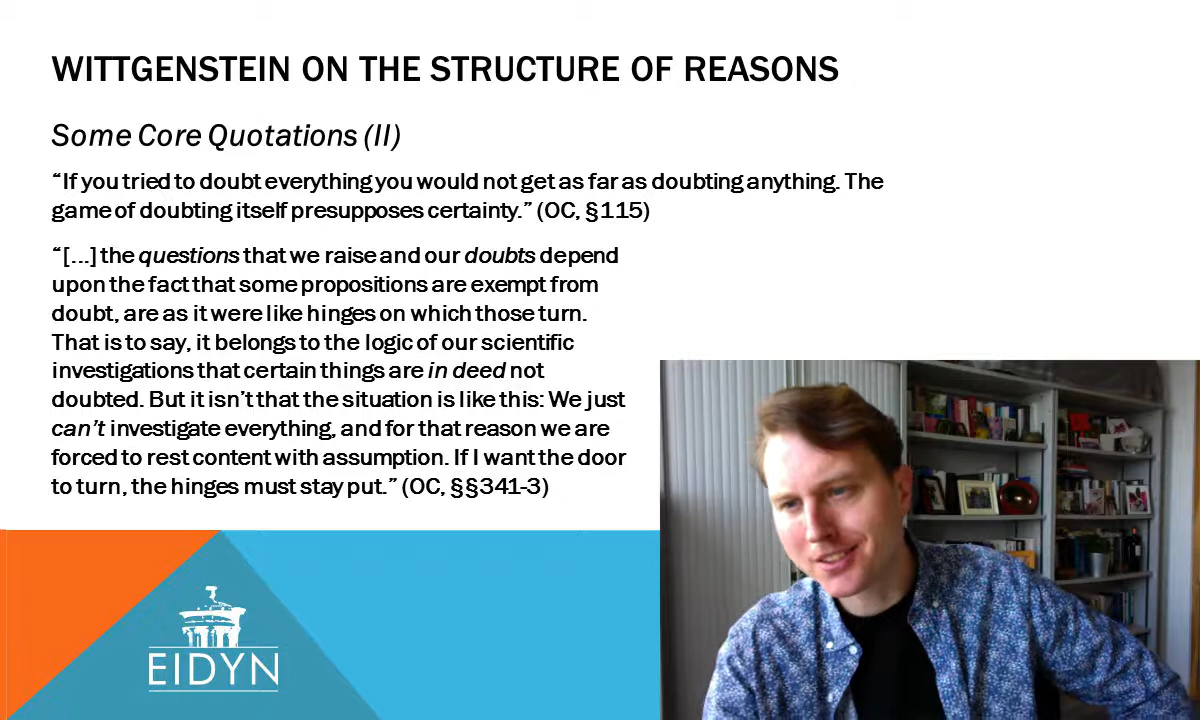 WITTGENSTEIN ON THE STRUCTURE OF REASONS
Some Core Quotations (II)
“If you tried to doubt everything you would not get as far as doubting anything. The
game of doubting itself presupposes certainty.” (OC, §115)
“[...] the questions that we raise and our doubts depend
upon the fact that some propositions are exempt from
doubt, are as it were like hinges on which those turn.
That is to say, it belongs to the logic of our scientific
investigations that certain things are in deed not
doubted. But it isn’t that the situation is like this: We just
can’t investigate everything, and for that reason we are
forced to rest content with assumption. If I want the door
to turn, the hinges must stay put.” (OC, §§341-3)
EIDYN